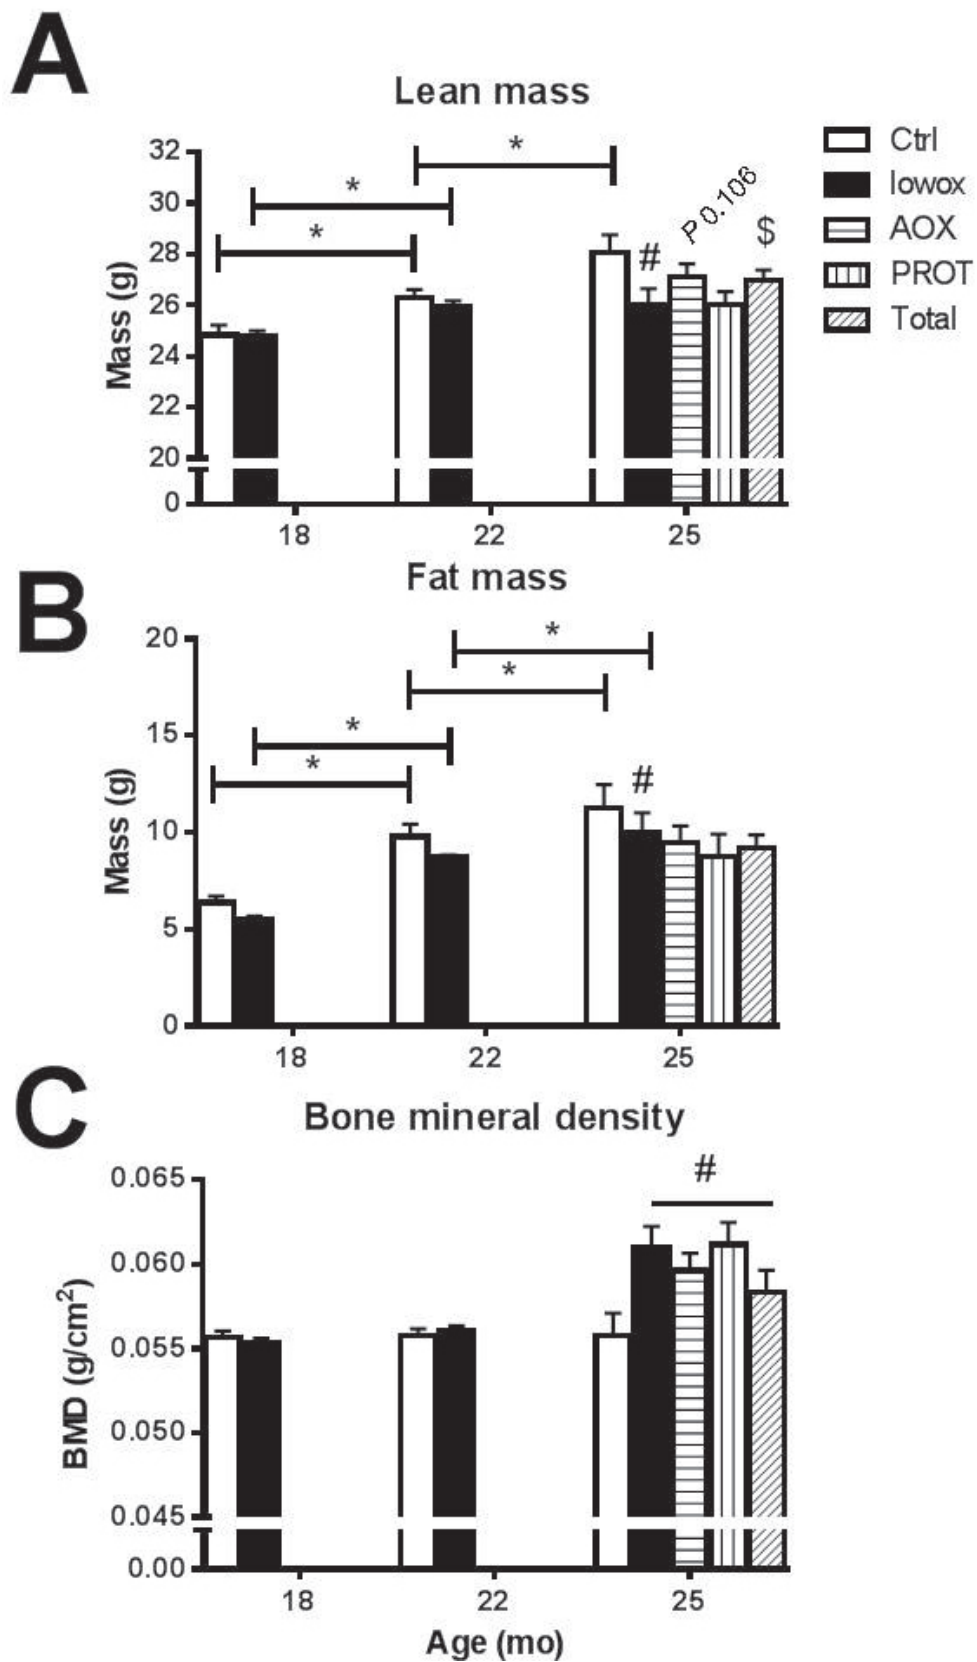 A
Lean mass
Ctrl
lowox
AOX
PROT
Total
Mass (g)
32
30
28
26
24
22
20
0
*
*
*
#
P 0.106
$
18 22 25
B
Fat mass
Mass (g)
20
15
10
5
0
*
*
*
*
#
18 22 25
C
Bone mineral density
BMD (g/cm²)
0.065
0.060
0.055
0.050
0.045
0.00
#
18 22 25
Age (mo)